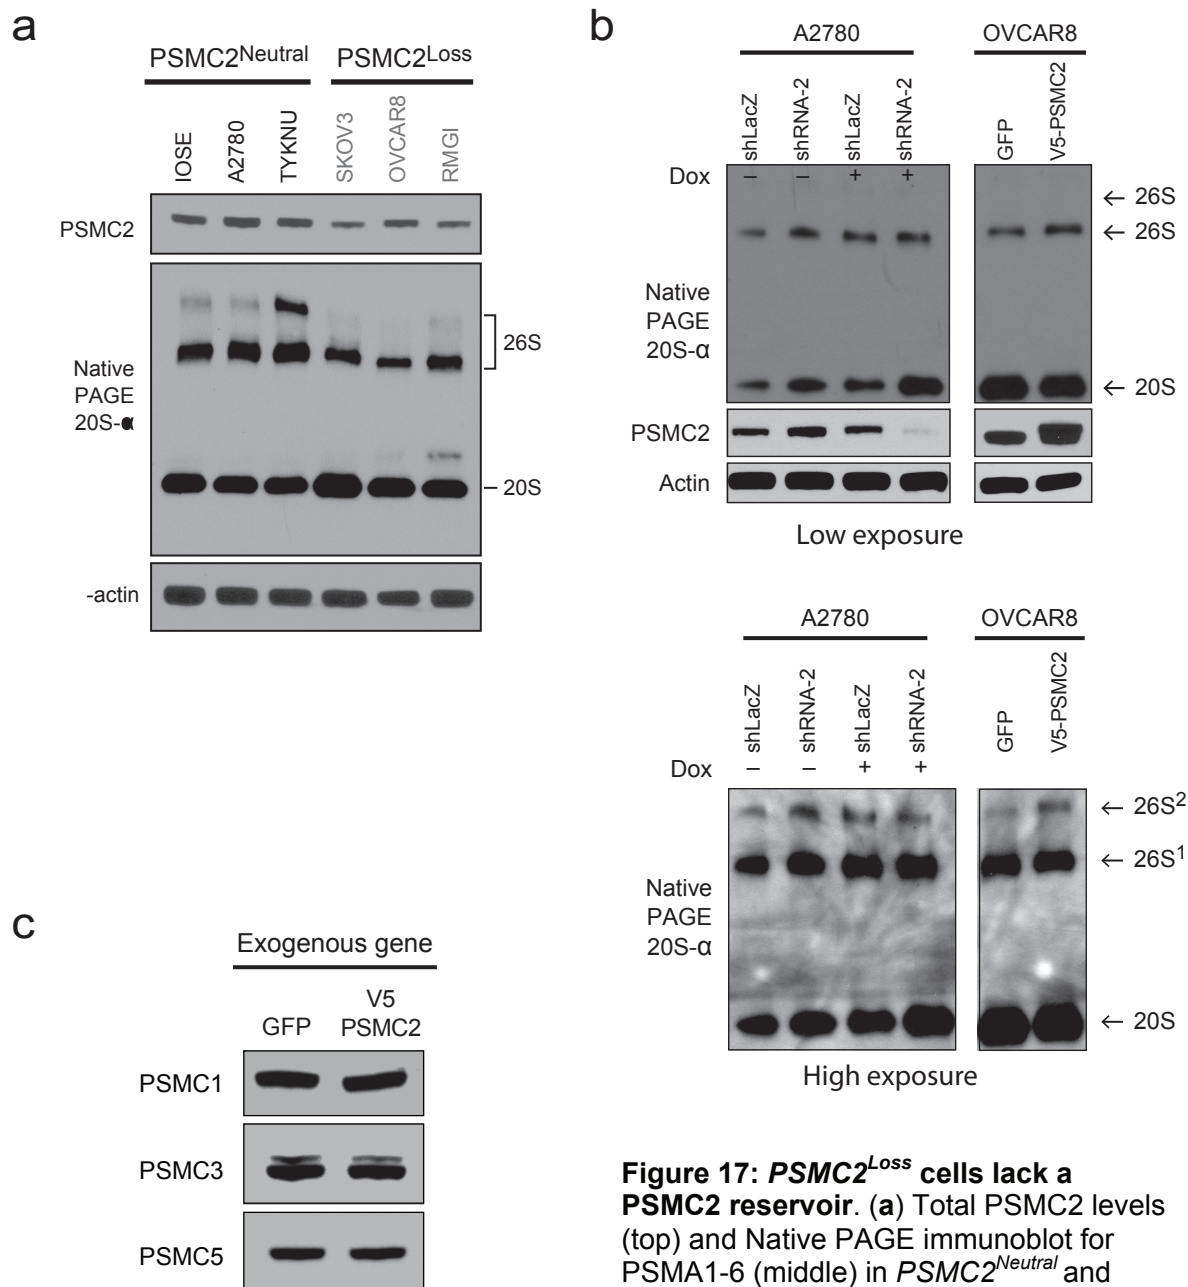 a
PSMC2Neutral PSMC2Loss
IOSE A2780 TYKNU SKOV3 OVCAR8 RMGI
PSMC2
Native
PAGE
20S-α
26S
20S
-actin
b
A2780 OVCAR8
shLacZ shRNA-2 shLacZ shRNA-2 GFP V5-PSMC2
Dox – – + +
← 26S
← 26S
Native
PAGE
20S-α
← 20S
PSMC2
Actin
Low exposure
A2780 OVCAR8
shLacZ shRNA-2 shLacZ shRNA-2 GFP V5-PSMC2
Dox – – + +
← 26S2
← 26S1
Native
PAGE
20S-α
← 20S
High exposure
c
Exogenous gene
V5
GFP PSMC2
PSMC1
PSMC3
PSMC5
Figure 17: PSMC2Loss cells lack a
PSMC2 reservoir. (a) Total PSMC2 levels
(top) and Native PAGE immunoblot for
PSMA1-6 (middle) in PSMC2Neutral and